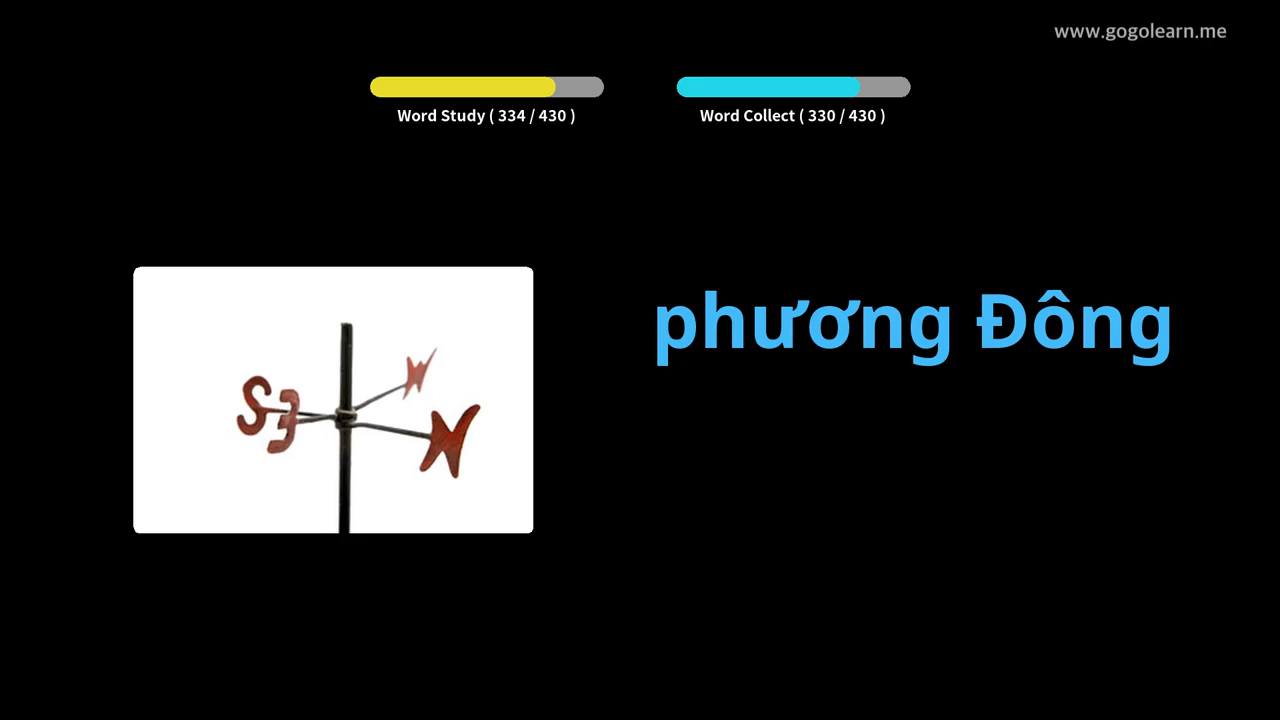 www.gogolearn.me
Word Study ( 334 / 430 )
Word Collect ( 330 / 430 )
phương Đông
S E N